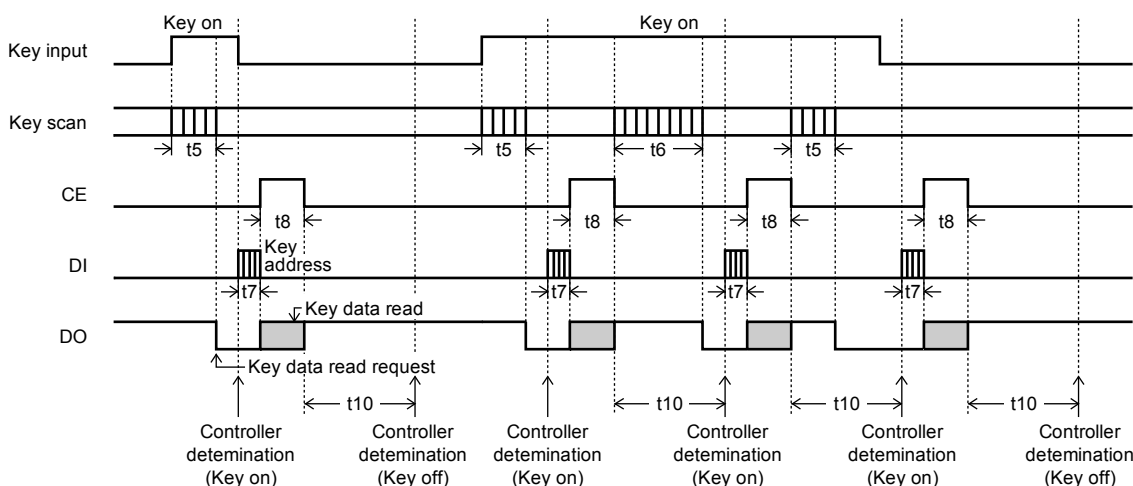 Key on Key on
Key input
Key scan
t5 t5 t6 t5
CE
t8 t8 t8 t8
DI
Key
address
t7 t7 t7 t7
Key data read
DO
Key data read request
t10 t10 t10 t10
Controller Controller Controller Controller Controller Controller
detemination detemination detemination detemination detemination detemination
(Key on) (Key off) (Key on) (Key on) (Key on) (Key off)